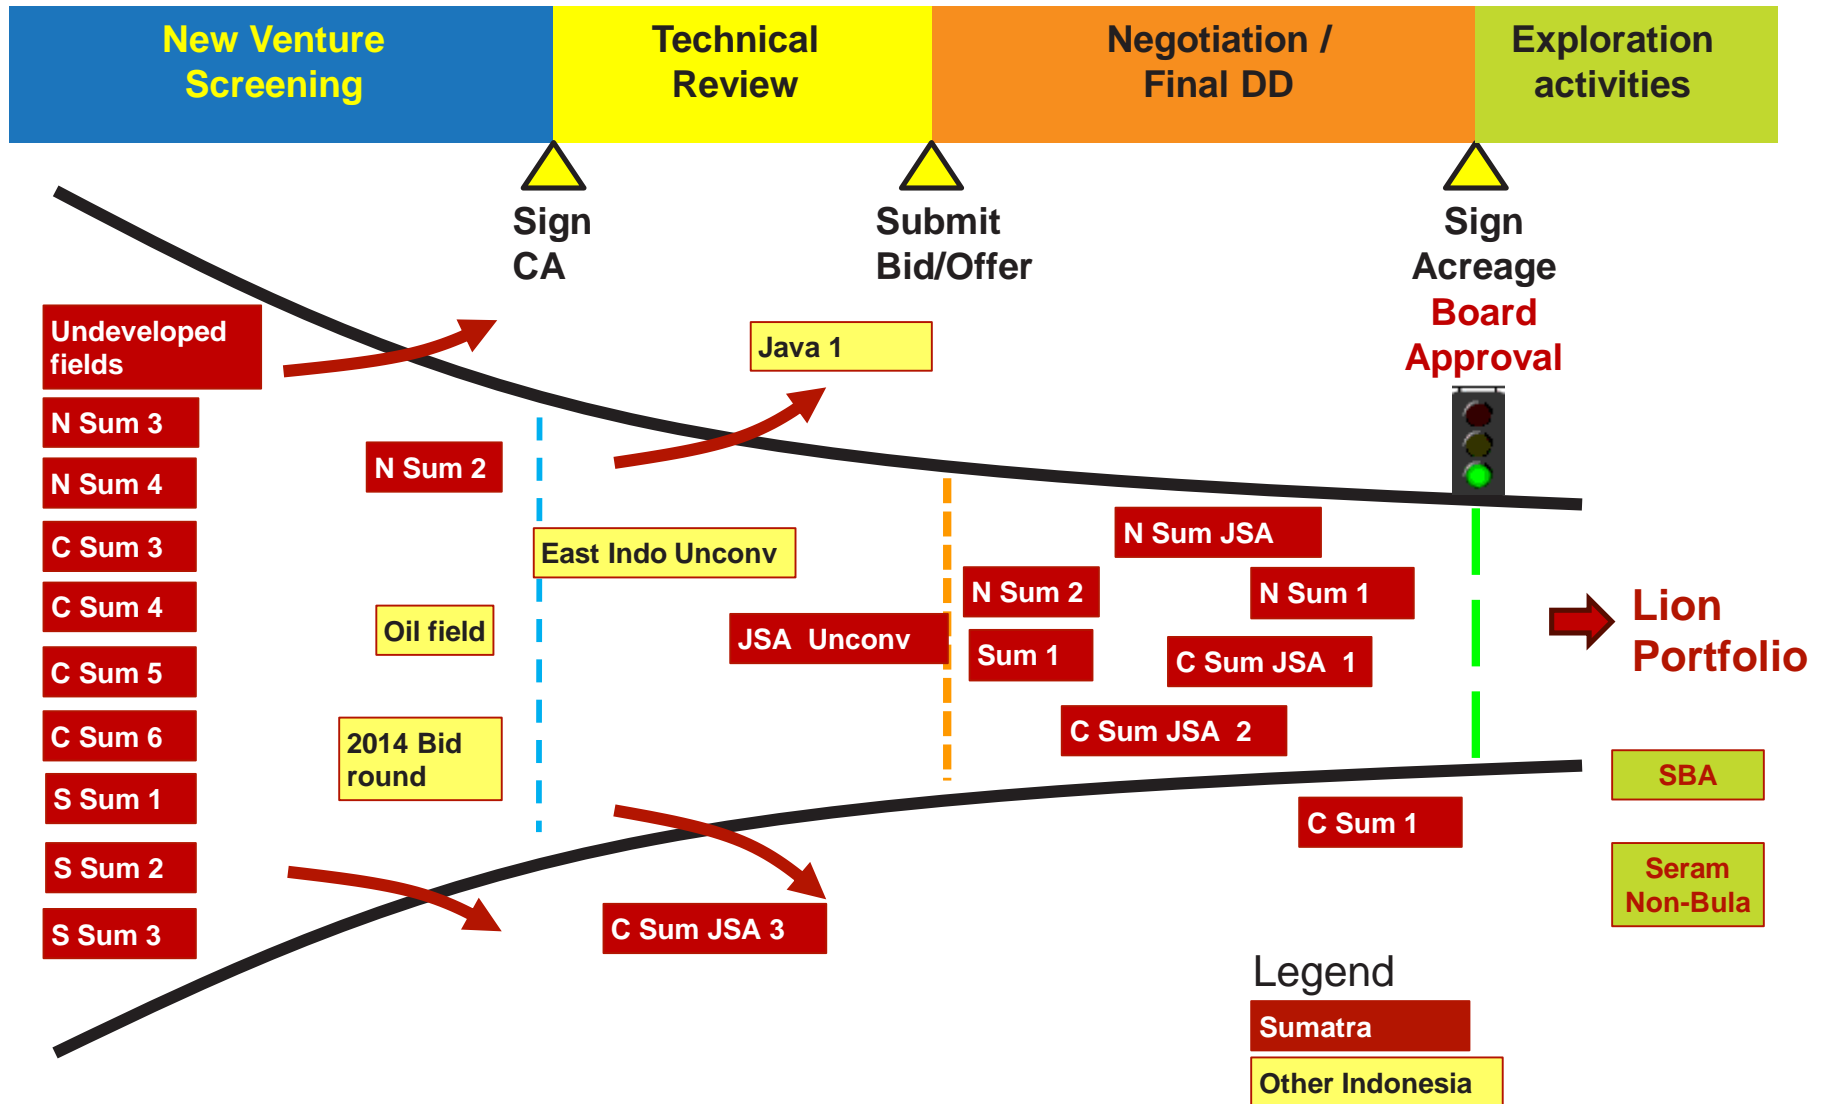 New Venture
Screening
Technical
Review
Negotiation /
Final DD
Exploration
activities
Sign
CA
Submit
Bid/Offer
Sign
Acreage
Board
Approval
Undeveloped
fields
N Sum 3
N Sum 4
C Sum 3
C Sum 4
C Sum 5
C Sum 6
S Sum 1
S Sum 2
S Sum 3
N Sum 2
Oil field
2014 Bid
round
Java 1
East Indo Unconv
JSA Unconv
C Sum JSA 3
N Sum JSA
N Sum 2
N Sum 1
Sum 1
C Sum JSA 1
C Sum JSA 2
C Sum 1
Lion
Portfolio
SBA
Seram
Non-Bula
Legend
Sumatra
Other Indonesia